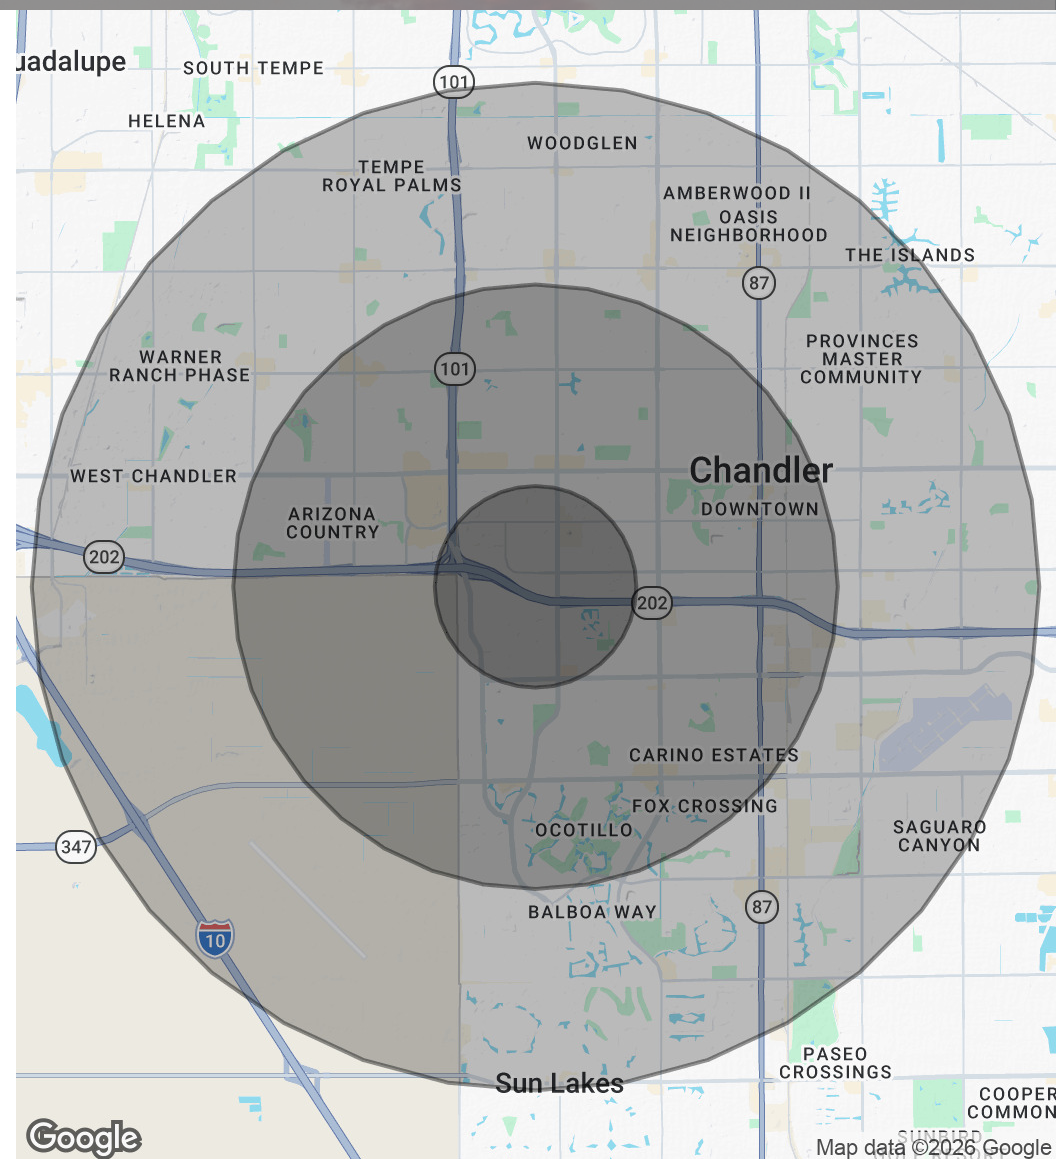 uadalupe
SOUTH TEMPE
101
HELENA
WOODGLEN
TEMPE
ROYAL PALMS
AMBERWOOD II
OASIS
NEIGHBORHOOD
THE ISLANDS
87
PROVINCES
MASTER
COMMUNITY
WARNER
RANCH PHASE
101
Chandler
WEST CHANDLER
DOWNTOWN
ARIZONA
COUNTRY
202
202
CARINO ESTATES
FOX CROSSING
OCOTILLO
SAGUARO
CANYON
347
87
BALBOA WAY
10
PASEO
CROSSINGS
Sun Lakes
COOPER
COMMON
SUNBIRD
Google
Map data ©2026 Google